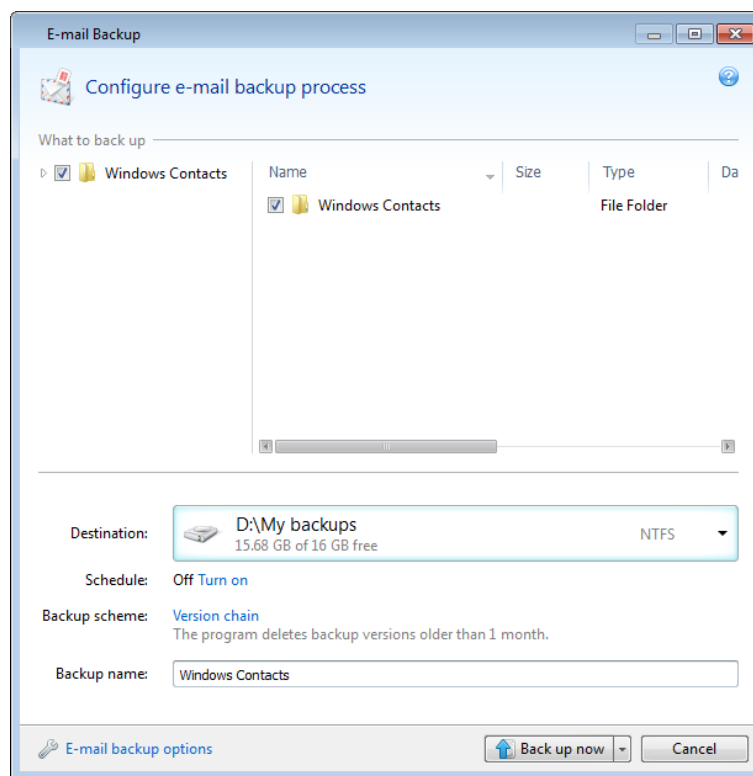 E-mail Backup
Configure e-mail backup process
What to back up
Windows Contacts
Name Size Type Da
Windows Contacts File Folder
Destination: D:\My backups NTFS
15.68 GB of 16 GB free
Schedule: Off Turn on
Backup scheme: Version chain
The program deletes backup versions older than 1 month.
Backup name: Windows Contacts
E-mail backup options Back up now Cancel